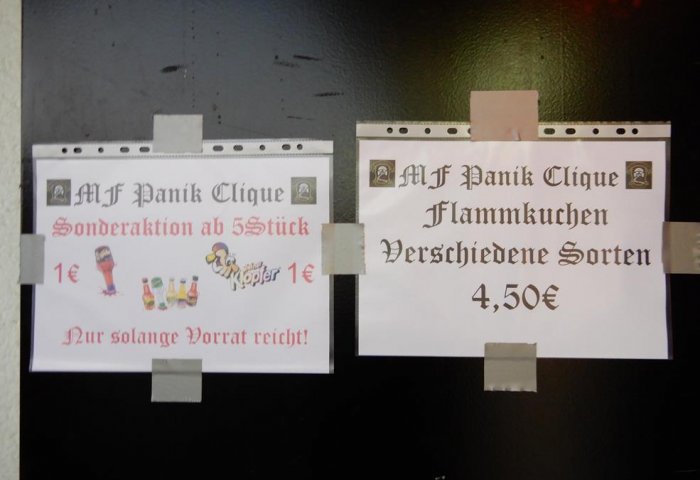 MF Panik Clique
Sonderaktion ab 5Stück
1€
Klopfer
1€
Nur solange Vorrat reicht!
MF Panik Clique
Flammkuchen
Verschiedene Sorten
4,50€